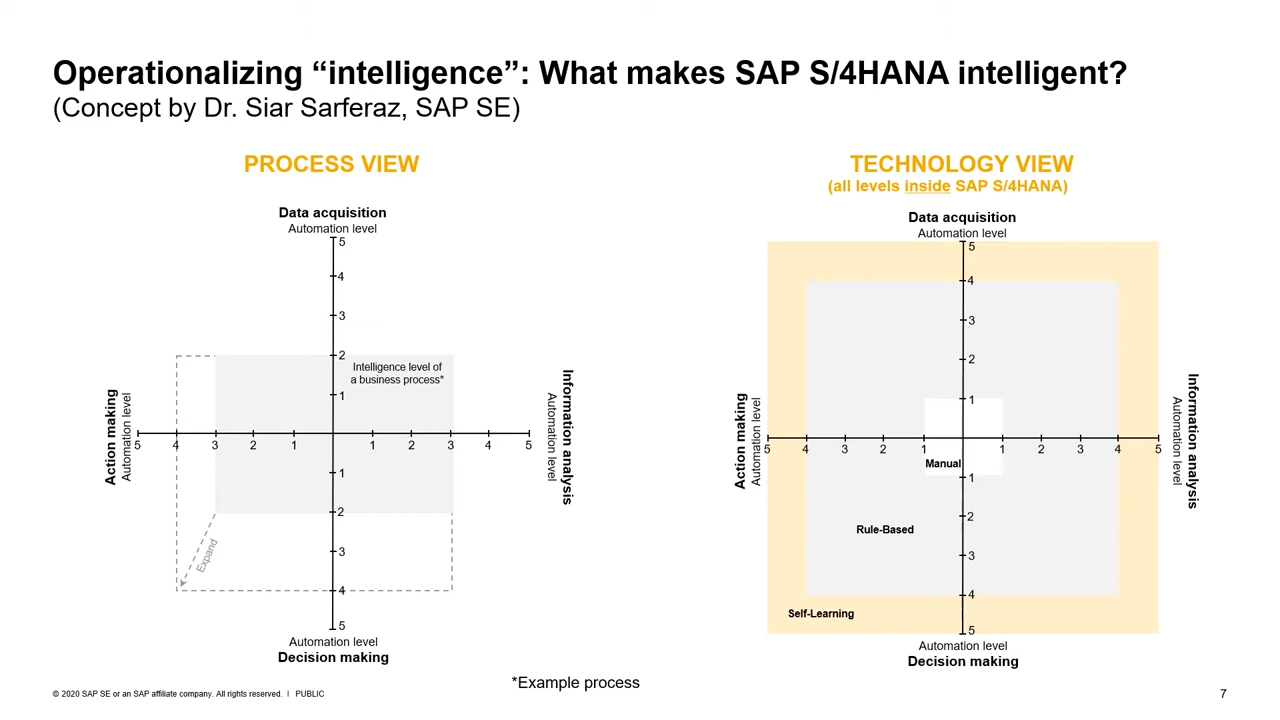 Operationalizing “intelligence”: What makes SAP S/4HANA intelligent?
(Concept by Dr. Siar Sarferaz, SAP SE)
PROCESS VIEW
Data acquisition
Automation level
5
4
3
2
1
Intelligence level of
a business process*
Action making
Automation level
5 4 3 2 1 1 2 3 4 5
Information analysis
Automation level
1
2
3
4
5
Expand
Automation level
Decision making
*Example process
TECHNOLOGY VIEW
(all levels inside SAP S/4HANA)
Data acquisition
Automation level
5
4
3
2
1
Action making
Automation level
5 4 3 2 1 1 2 3 4 5
Information analysis
Automation level
Manual
1
2
Rule-Based
3
4
Self-Learning
5
Automation level
Decision making
© 2020 SAP SE or an SAP affiliate company. All rights reserved. I PUBLIC
7